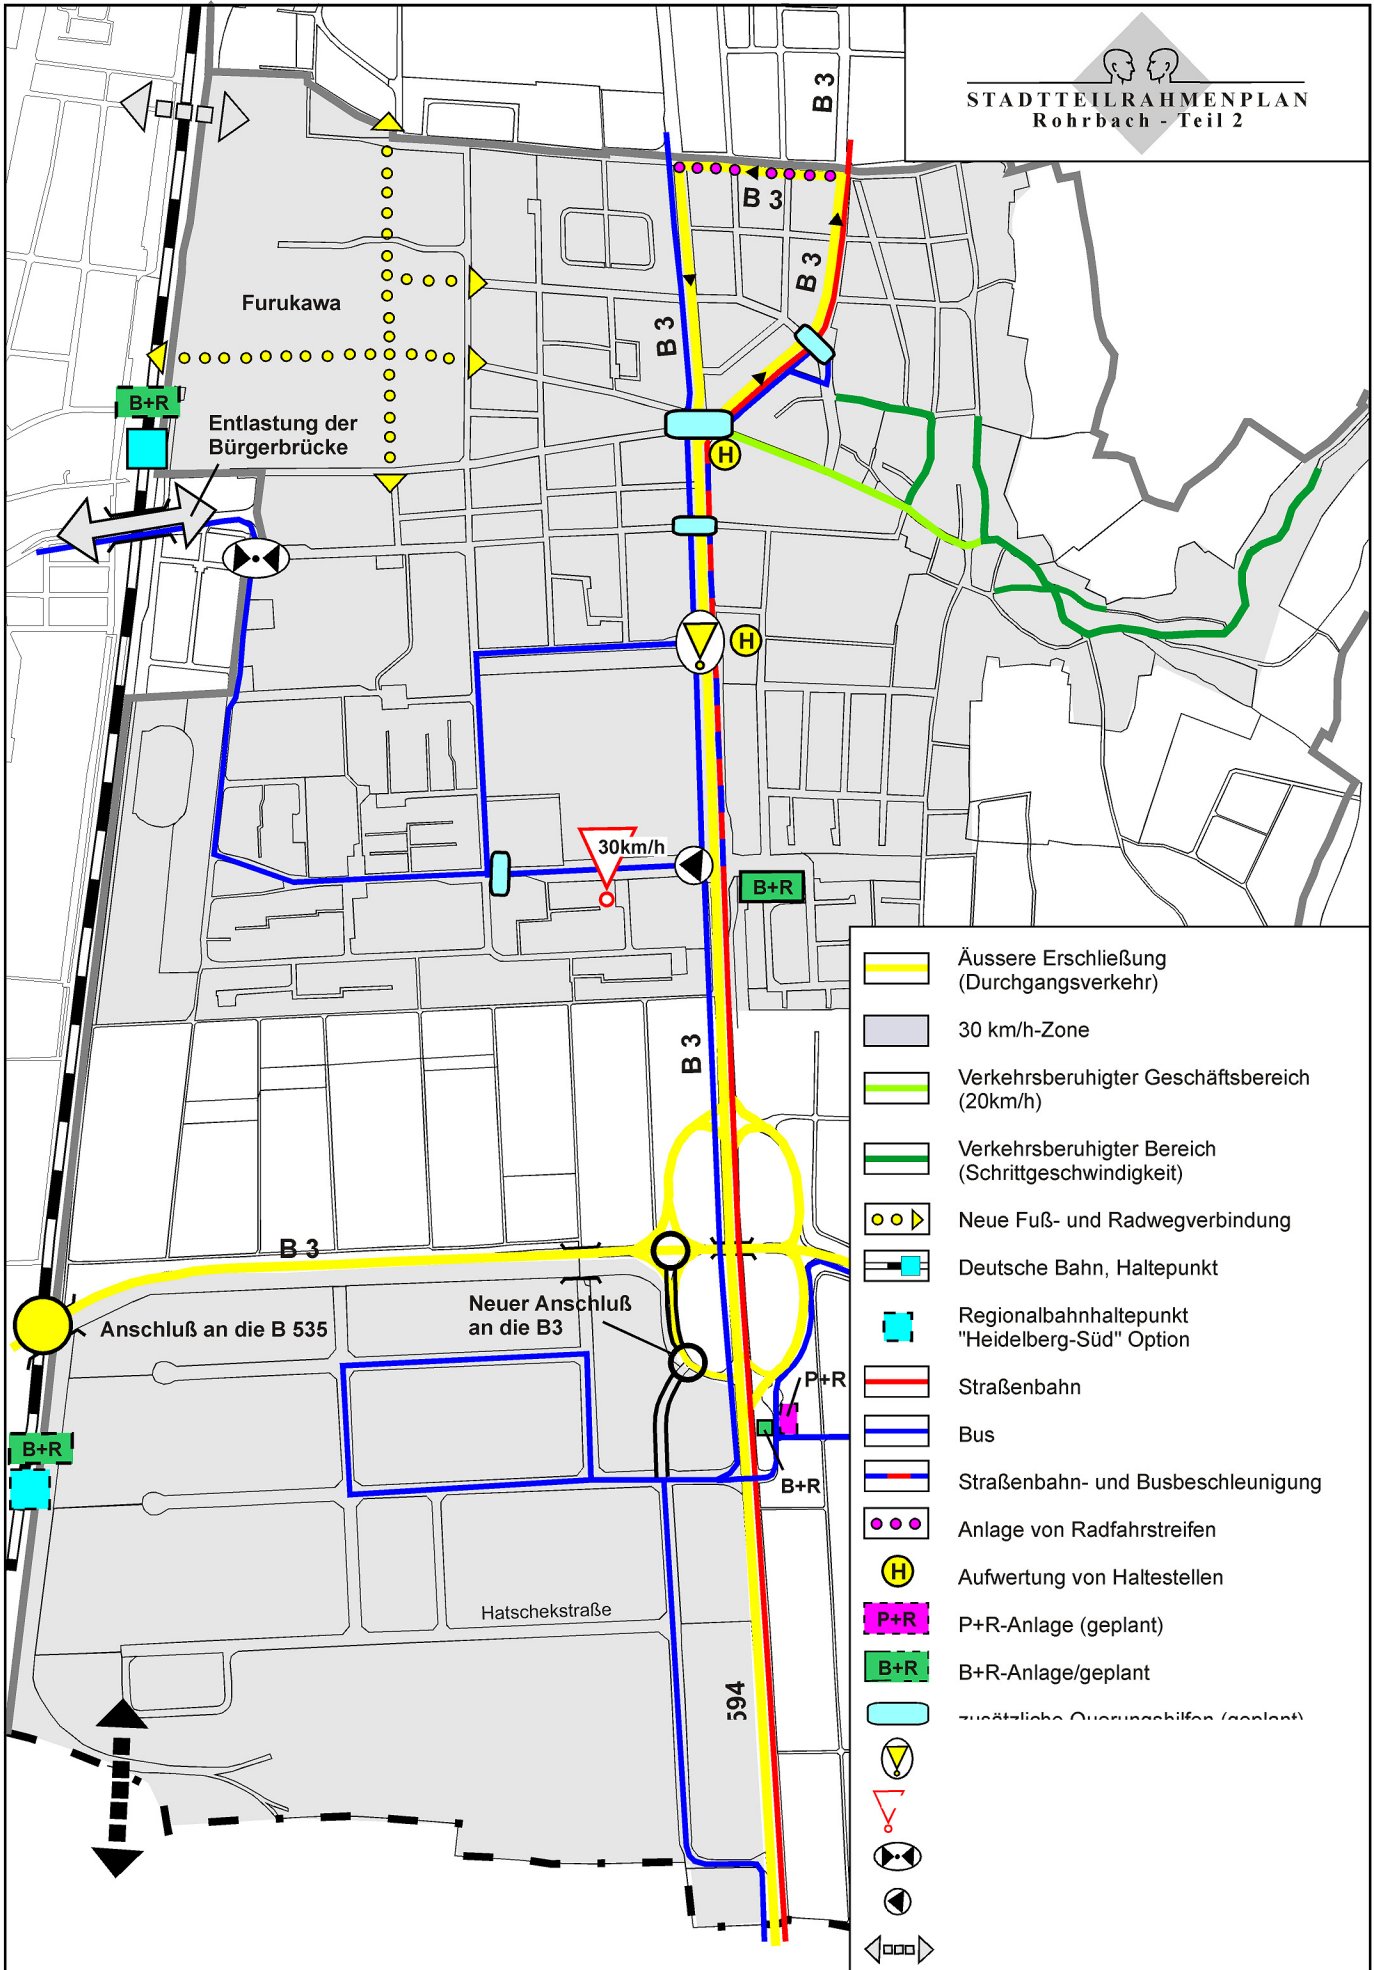 STADTTEILRAHMENPLAN
Rohrbach - Teil 2
B 3
B 3
B 3
B 3
Furukawa
B+R
Entlastung der
Bürgerbrücke
H
H
30km/h
B+R
B 3
B 3
Neuer Anschluß
an die B3
Anschluß an die B 535
P+R
B+R
B+R
Hatschekstraße
594
Äussere Erschließung
(Durchgangsverkehr)
30 km/h-Zone
Verkehrsberuhigter Geschäftsbereich
(20km/h)
Verkehrsberuhigter Bereich
(Schrittgeschwindigkeit)
Neue Fuß- und Radwegverbindung
Deutsche Bahn, Haltepunkt
Regionalbahnhaltepunkt
"Heidelberg-Süd" Option
Straßenbahn
Bus
Straßenbahn- und Busbeschleunigung
Anlage von Radfahrstreifen
H Aufwertung von Haltestellen
P+R P+R-Anlage (geplant)
B+R B+R-Anlage/geplant
zusätzliche Querungshilfen (geplant)